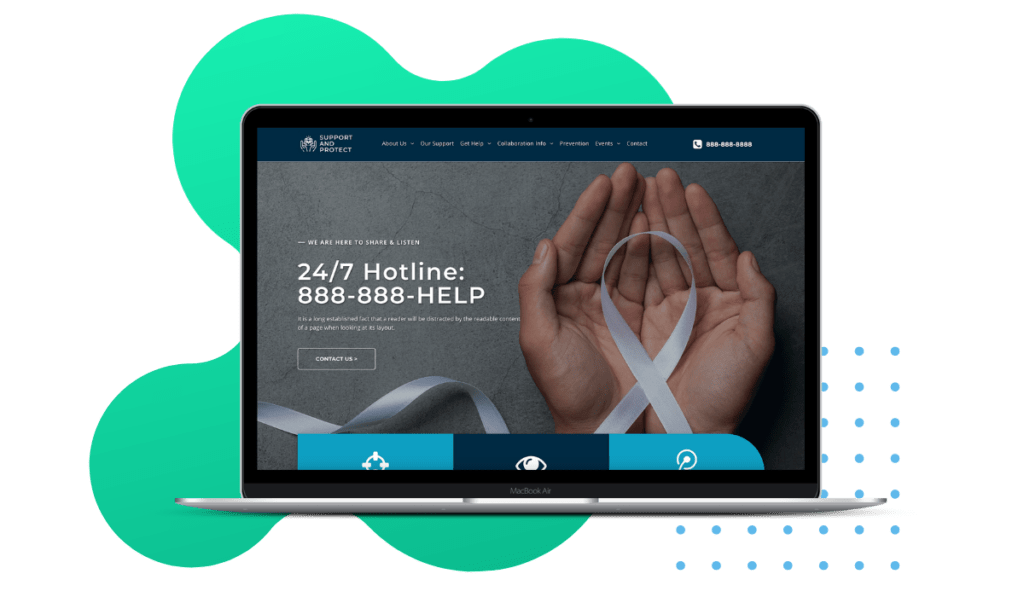 SUPPORT
AND
PROTECT
About Us Our Support Get Help Collaboration Info Prevention Events Contact
888-888-8888
— WE ARE HERE TO SHARE & LISTEN
24/7 Hotline:
888-888-HELP
It is a long established fact that a reader will be distracted by the readable content
of a page when looking at its layout.
CONTACT US »
MacBook Air